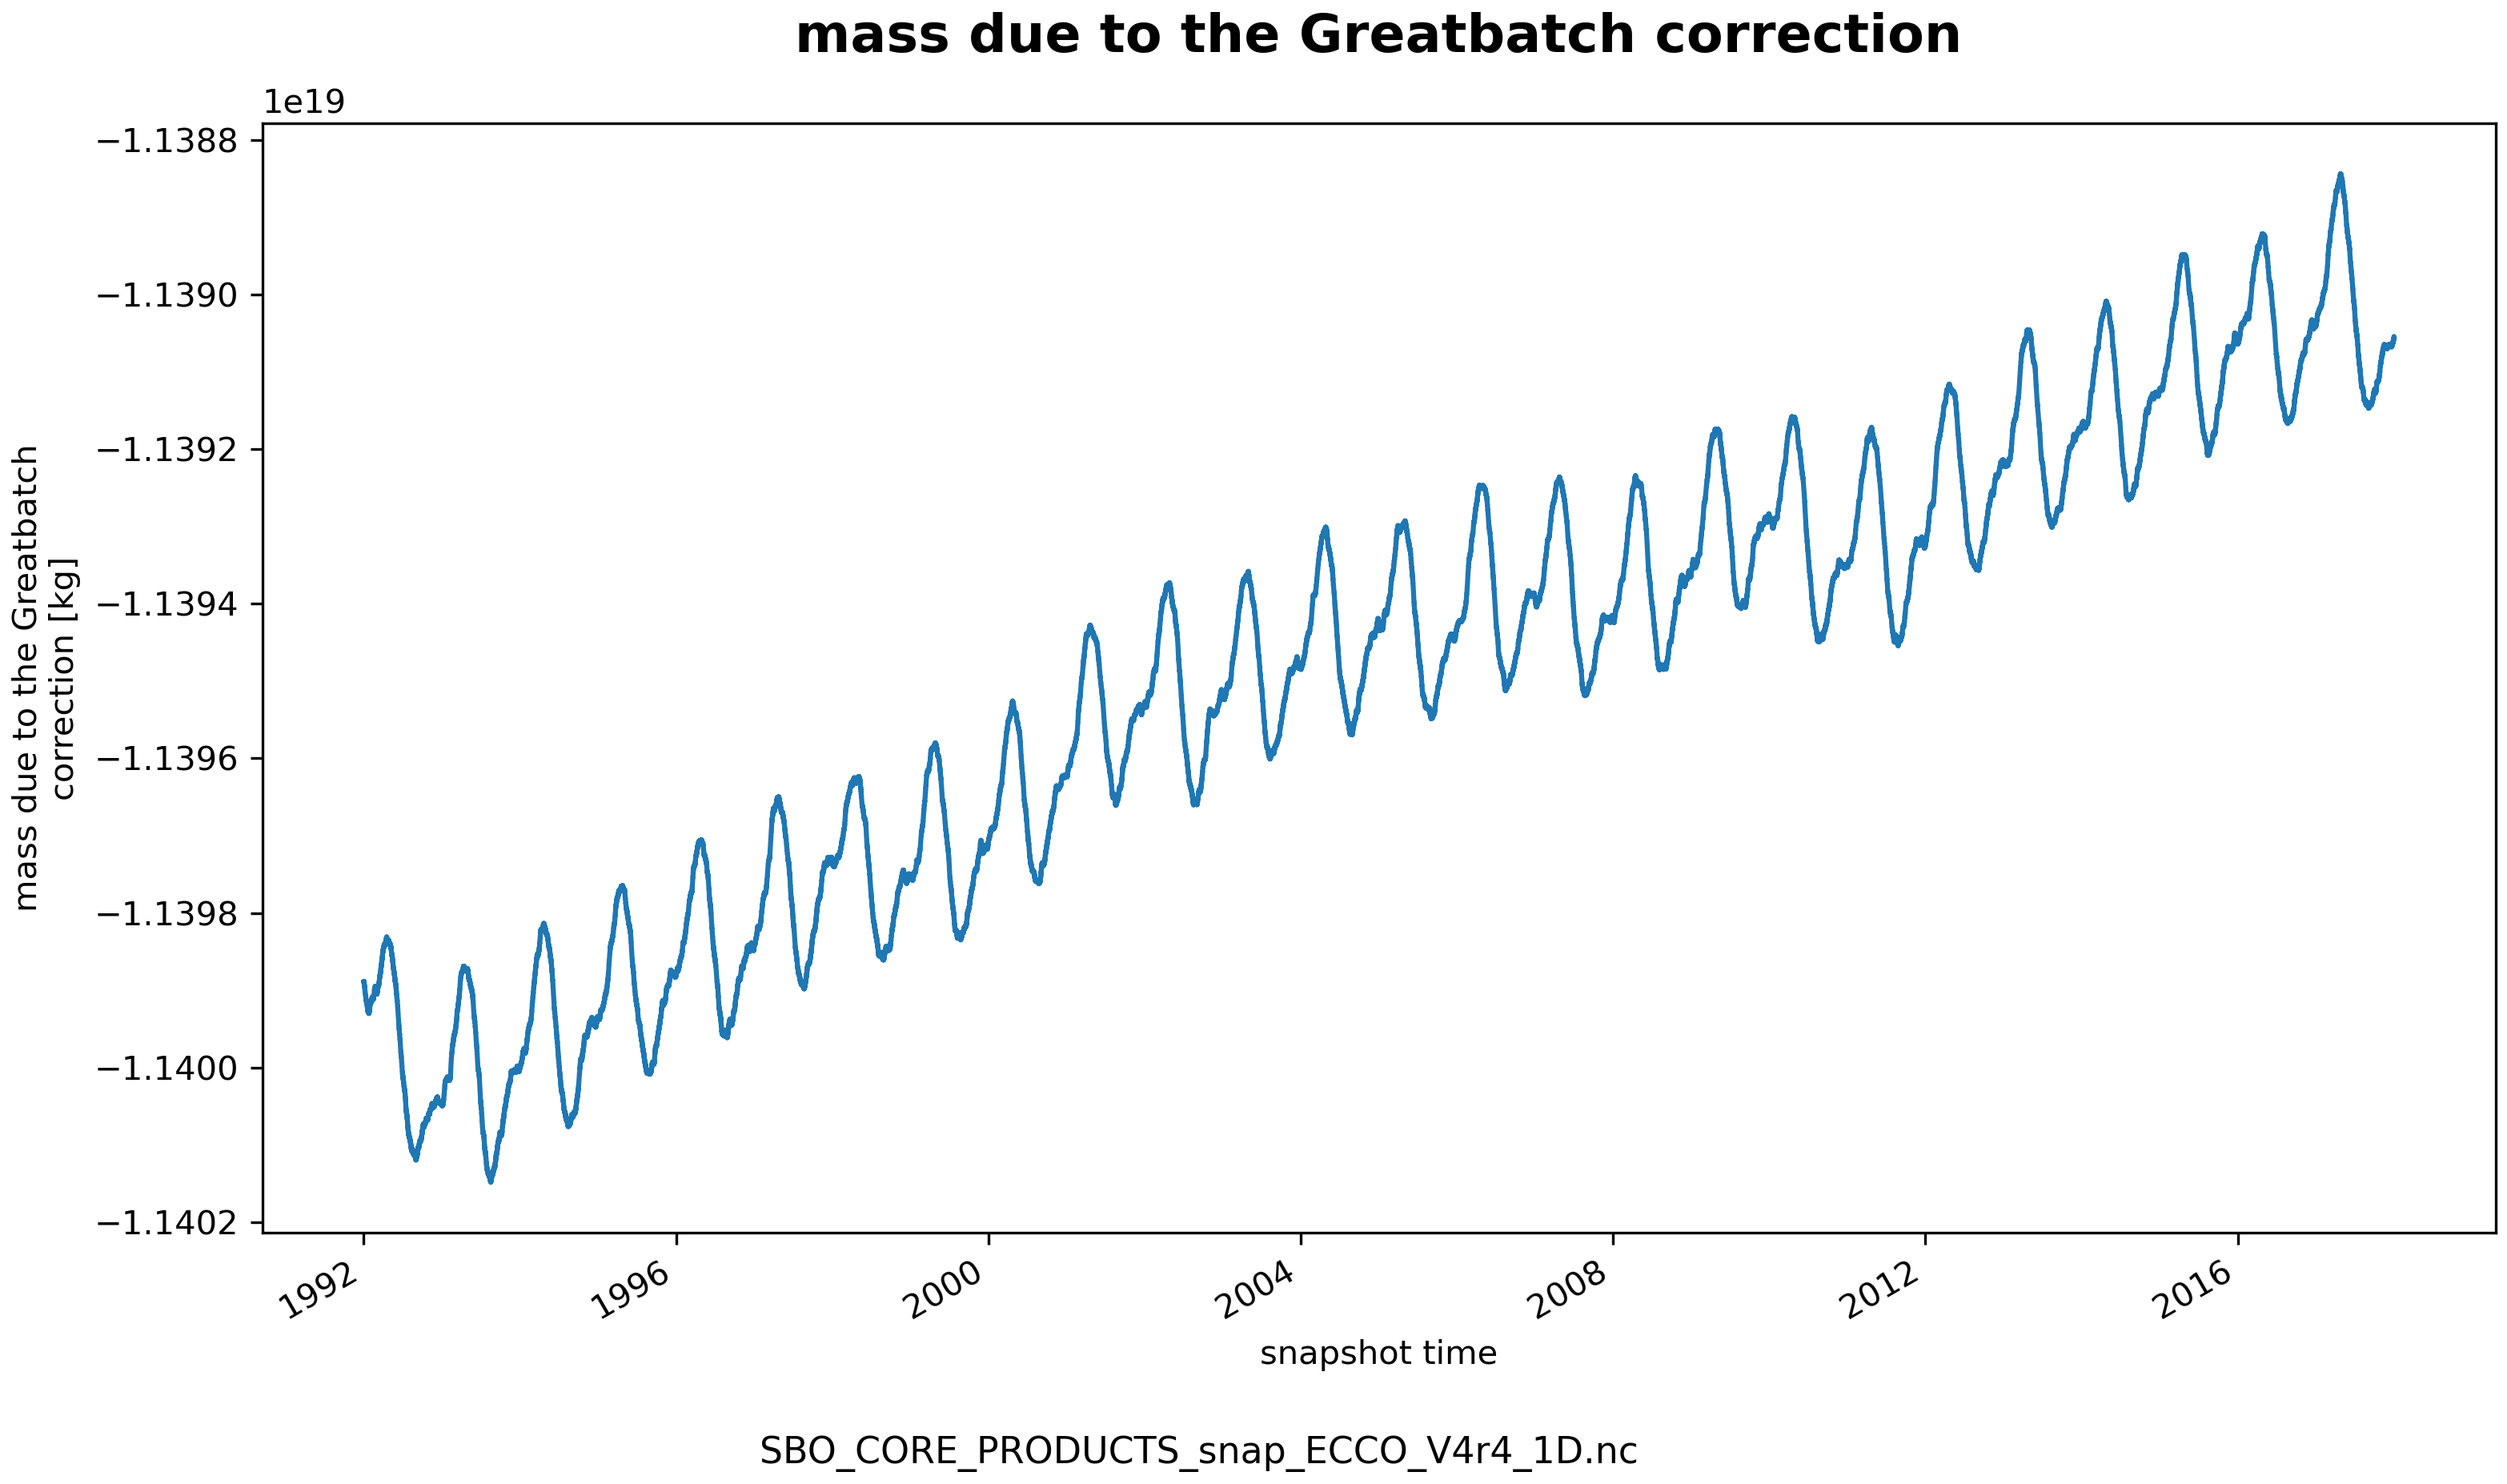 mass due to the Greatbatch correction
1e19
−1.1388
−1.1390
−1.1392
−1.1394
−1.1396
−1.1398
−1.1400
−1.1402
mass due to the Greatbatch
correction [kg]
1992
1996
2000
2004
2008
2012
2016
snapshot time
SBO_CORE_PRODUCTS_snap_ECCO_V4r4_1D.nc